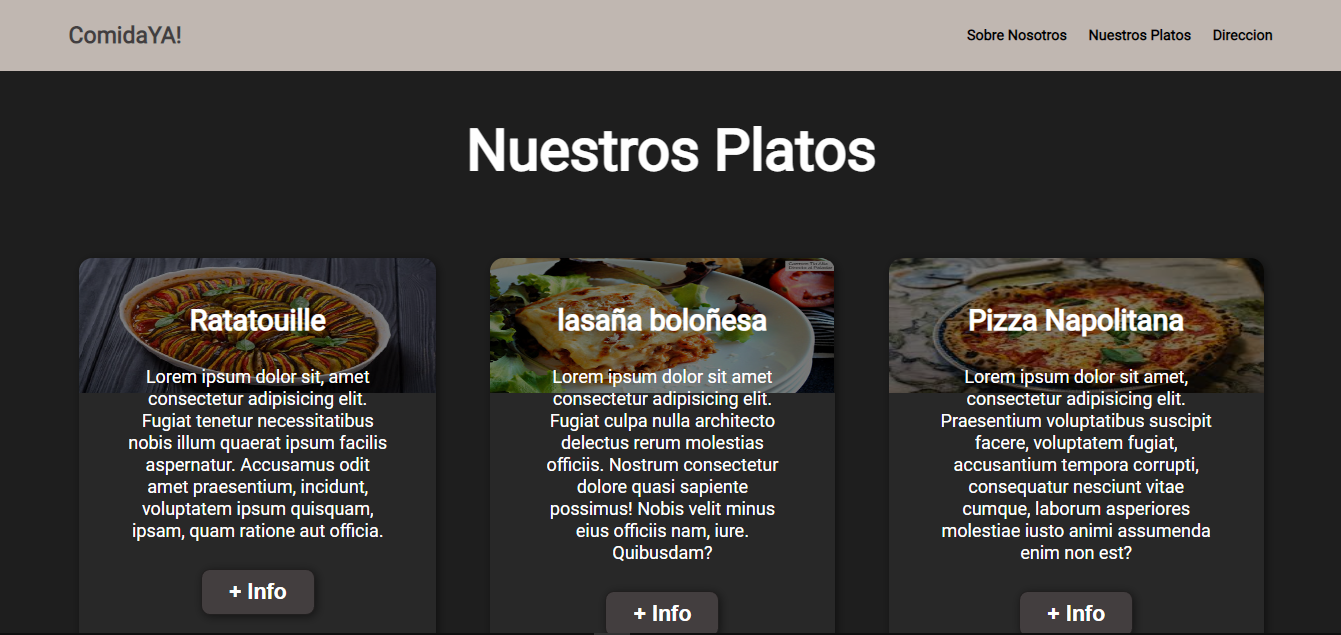 ComidaYA!
Sobre Nosotros Nuestros Platos Direccion
Nuestros Platos
Ratatouille
Lorem ipsum dolor sit, amet
consectetur adipisicing elit.
Fugiat tenetur necessitatibus
nobis illum quaerat ipsum facilis
aspernatur. Accusamus odit
amet praesentium, incidunt,
voluptatem ipsum quisquam,
ipsam, quam ratione aut officia.
+ Info
lasaña boloñesa
Lorem ipsum dolor sit amet
consectetur adipisicing elit.
Fugiat culpa nulla architecto
delectus rerum molestias
officiis. Nostrum consectetur
dolore quasi sapiente
possimus! Nobis velit minus
eius officiis nam, iure.
Quibusdam?
+ Info
Pizza Napolitana
Lorem ipsum dolor sit amet,
consectetur adipisicing elit.
Praesentium voluptatibus suscipit
facere, voluptatem fugiat,
accusantium tempora corrupti,
consequatur nesciunt vitae
cumque, laborum asperiores
molestiae iusto animi assumenda
enim non est?
+ Info